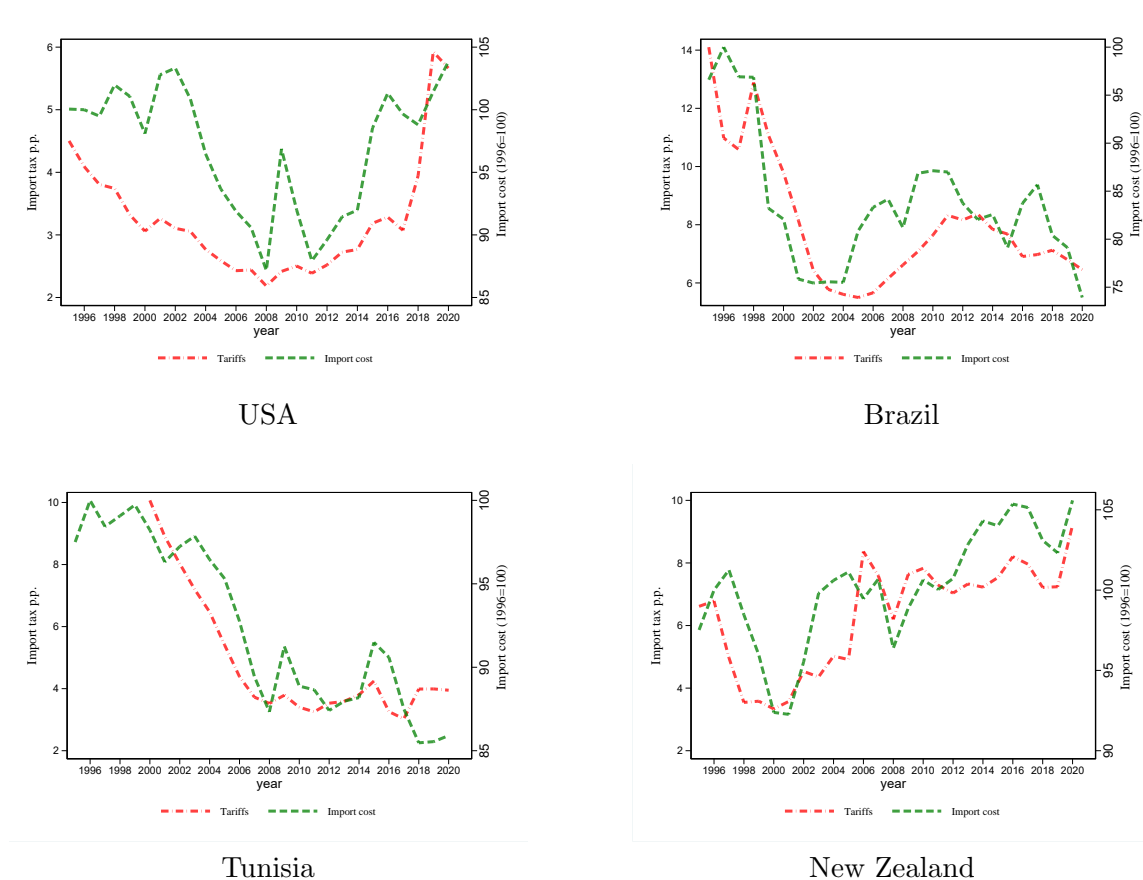 6
5
4
3
2
Import tax p.p.
105
100
95
90
85
Import cost (1996=100)
1996 1998 2000 2002 2004 2006 2008 2010 2012 2014 2016 2018 2020
year
Tariffs Import cost
USA
14
12
10
8
6
Import tax p.p.
100
95
90
85
80
75
Import cost (1996=100)
1996 1998 2000 2002 2004 2006 2008 2010 2012 2014 2016 2018 2020
year
Tariffs Import cost
Brazil
10
8
6
4
2
Import tax p.p.
100
95
90
85
Import cost (1996=100)
1996 1998 2000 2002 2004 2006 2008 2010 2012 2014 2016 2018 2020
year
Tariffs Import cost
Tunisia
10
8
6
4
2
Import tax p.p.
105
100
95
90
Import cost (1996=100)
1996 1998 2000 2002 2004 2006 2008 2010 2012 2014 2016 2018 2020
year
Tariffs Import cost
New Zealand